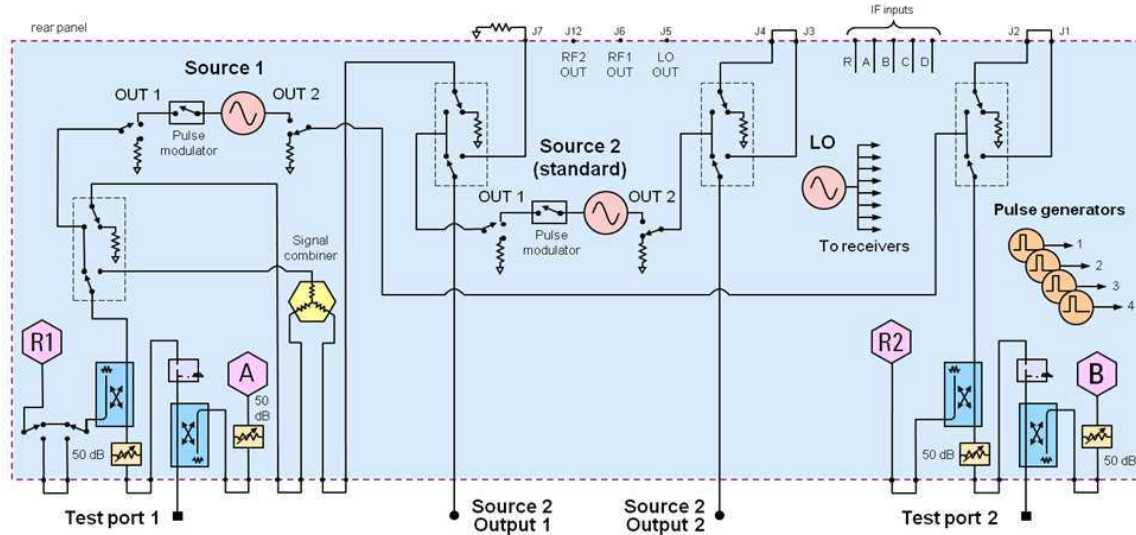 rear panel
J7
J12
J6
J5
J4
J3
IF inputs
J2
J1
RF2
OUT
RF1
OUT
LO
OUT
R
A
B
C
D
Source 1
OUT 1
OUT 2
Pulse
modulator
Source 2
(standard)
OUT 1
OUT 2
Pulse
modulator
LO
To receivers
Pulse generators
1
2
3
4
Signal
combiner
R1
A
50
dB
50 dB
R2
B
50 dB
50 dB
Test port 1
Source 2
Output 1
Source 2
Output 2
Test port 2